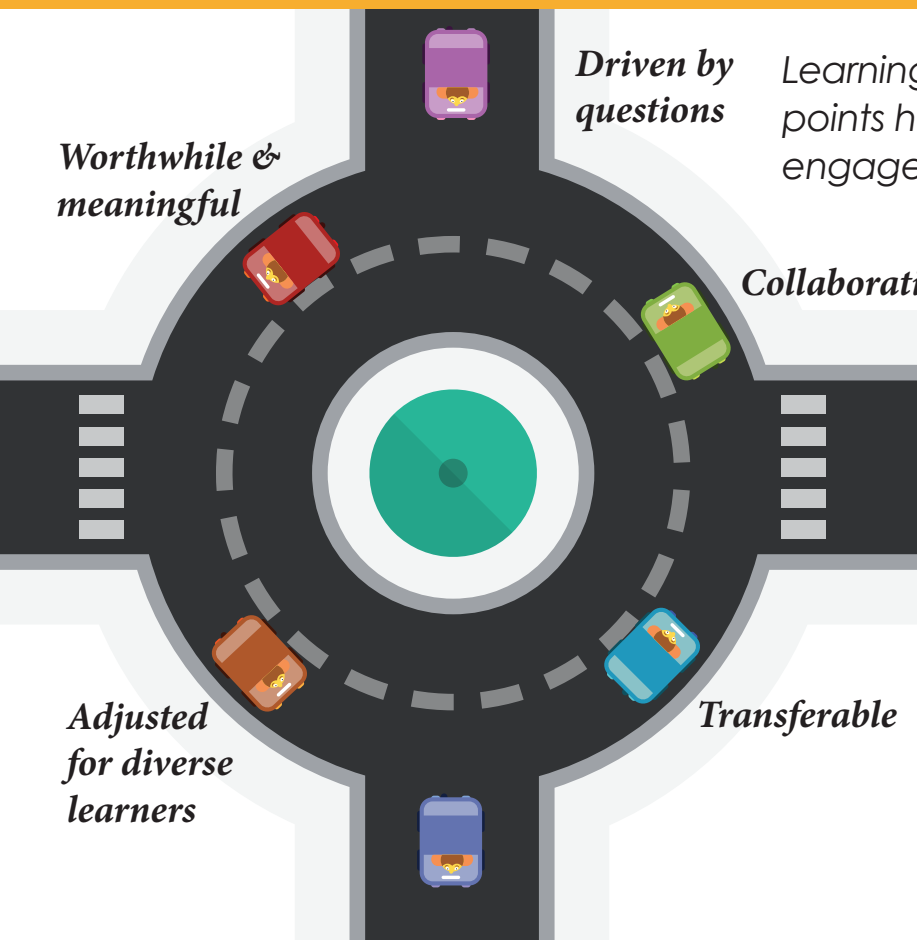 Driven by
questions
Learning
points h
engage
Worthwhile &
meaningful
Collaborati
Adjusted
for diverse
learners
Transferable